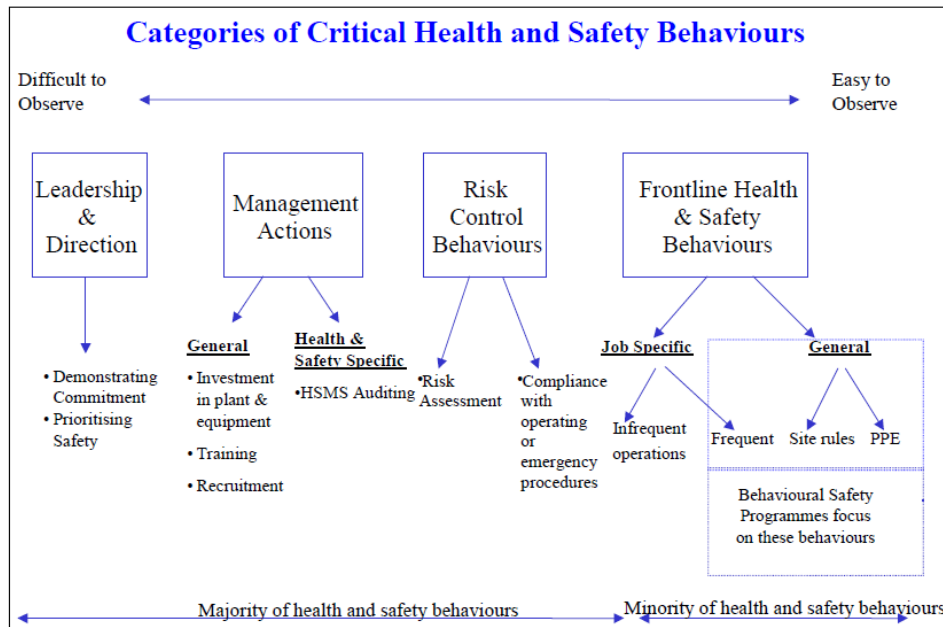 Categories of Critical Health and Safety Behaviours
Difficult to
Observe
Easy to
Observe
Leadership
&
Direction
Management
Actions
Risk
Control
Behaviours
Frontline Health
& Safety
Behaviours
• Demonstrating
Commitment
• Prioritising
Safety
General
• Investment
in plant &
equipment
• Training
• Recruitment
Health &
Safety Specific
• HSMS Auditing
•Risk
Assessment
•Compliance
with
operating
or
emergency
procedures
Job Specific
Infrequent
operations
Frequent
General
Site rules
PPE
Behavioural Safety
Programmes focus
on these behaviours
Majority of health and safety behaviours
Minority of health and safety behaviours